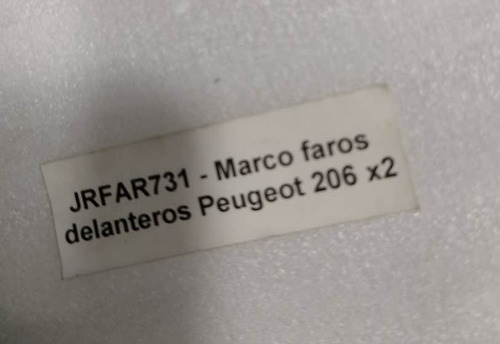 JRFAR731 - Marco faros
delanteros Peugeot 206 x2